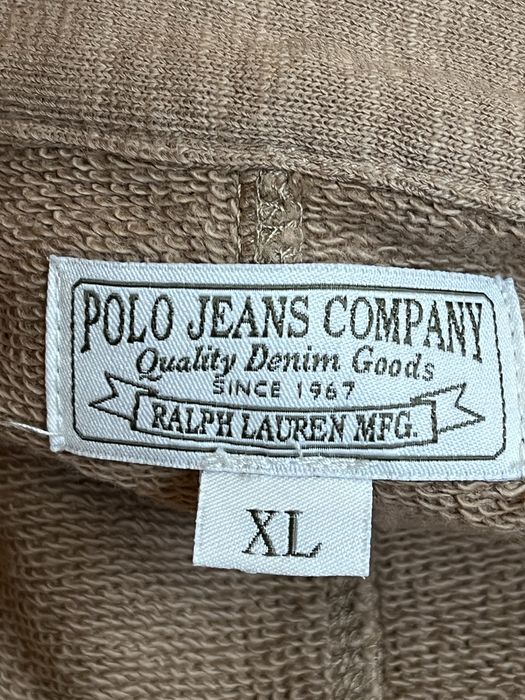 POLO JEANS COMPANY
Quality Denim Goods
SINCE 1967
RALPH LAUREN MFG.
XL